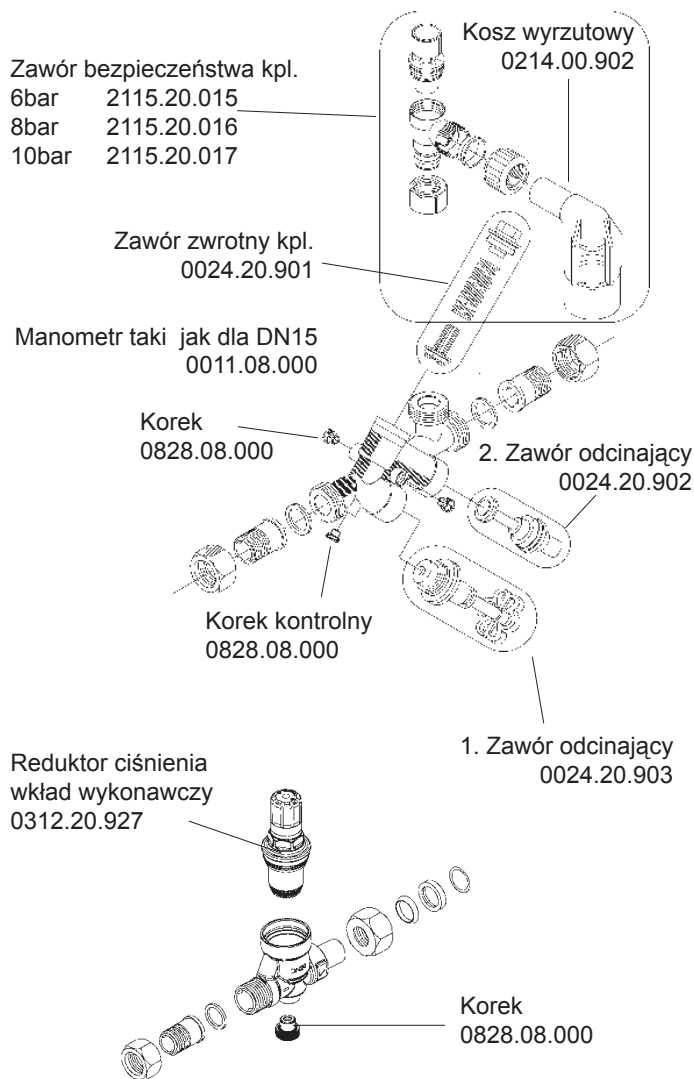 Kosz wyrzutowy
0214.00.902
Zawór bezpieczeństwa kpl.
6bar 2115.20.015
8bar 2115.20.016
10bar 2115.20.017
Zawór zwrotny kpl.
0024.20.901
Manometr taki jak dla DN15
0011.08.000
Korek
0828.08.000
2. Zawór odcinający
0024.20.902
Korek kontrolny
0828.08.000
1. Zawór odcinający
0024.20.903
Reduktor ciśnienia
wkład wykonawczy
0312.20.927
Korek
0828.08.000